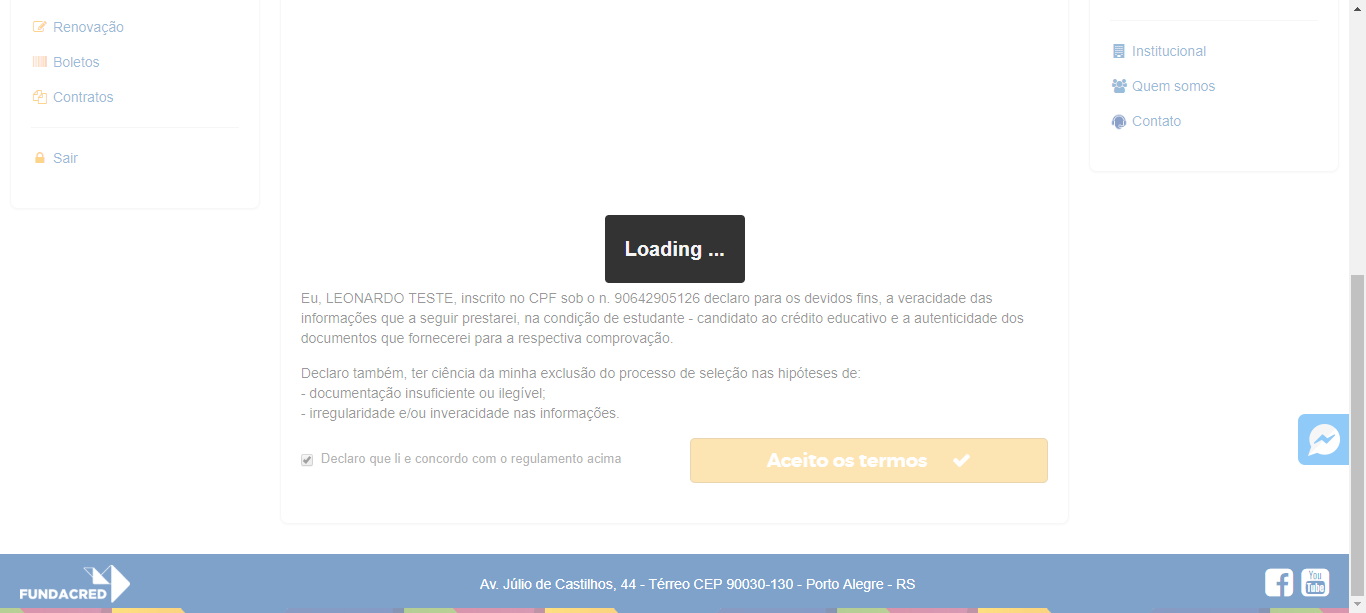 Renovação
Boletos
Contratos
Sair
Institucional
Quem somos
Contato
Loading ...
Eu, LEONARDO TESTE, inscrito no CPF sob o n. 90642905126 declaro para os devidos fins, a veracidade das
informações que a seguir prestarei, na condição de estudante - candidato ao crédito educativo e a autenticidade dos
documentos que fornecerei para a respectiva comprovação.
Declaro também, ter ciência da minha exclusão do processo de seleção nas hipóteses de:
- documentação insuficiente ou ilegível;
- irregularidade e/ou inveracidade nas informações.
Declaro que li e concordo com o regulamento acima
Aceito os termos
FUNDACRED
Av. Júlio de Castilhos, 44 - Térreo CEP 90030-130 - Porto Alegre - RS
You
Tube